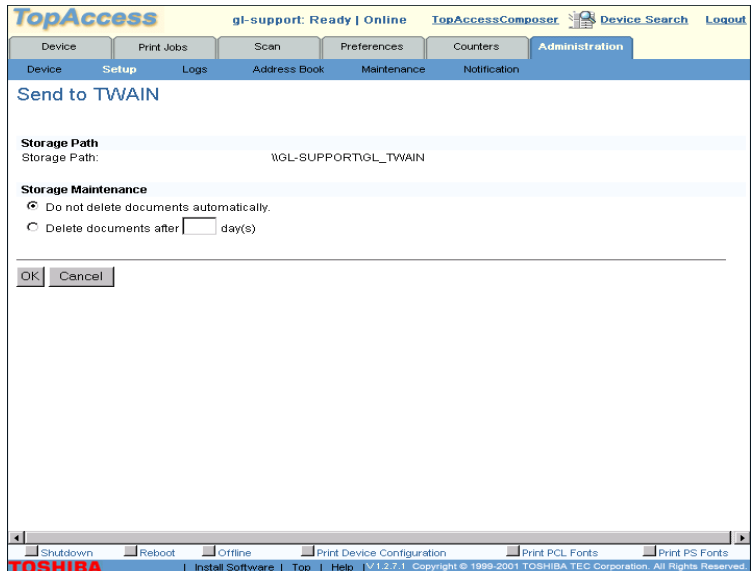 TopAccess gl-support: Ready | Online TopAccessComposer Device Search Logout
Device Print Jobs Scan Preferences Counters Administration
Device Setup Logs Address Book Maintenance Notification
Send to TWAIN
Storage Path
Storage Path: \\GL-SUPPORT\GL_TWAIN
Storage Maintenance
Do not delete documents automatically.
Delete documents after day(s)
OK Cancel
Shutdown Reboot Offline Print Device Configuration Print PCL Fonts Print PS Fonts
TOSHIBA | Install Software | Top | Help | V1.2.7.1 Copyright © 1999-2001 TOSHIBA TEC Corporation. All Rights Reserved.